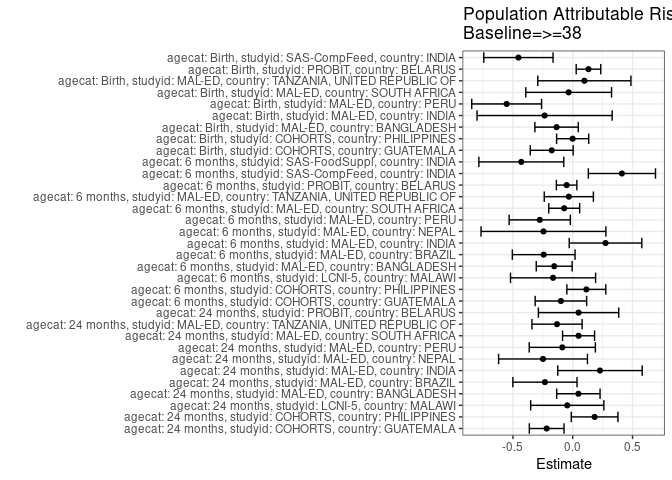 Population Attributable Ris
Baseline=>=38
agecat: Birth, studyid: SAS-CompFeed, country: INDIA
agecat: Birth, studyid: PROBIT, country: BELARUS
agecat: Birth, studyid: MAL-ED, country: TANZANIA, UNITED REPUBLIC OF
agecat: Birth, studyid: MAL-ED, country: SOUTH AFRICA
agecat: Birth, studyid: MAL-ED, country: PERU
agecat: Birth, studyid: MAL-ED, country: INDIA
agecat: Birth, studyid: MAL-ED, country: BANGLADESH
agecat: Birth, studyid: COHORTS, country: PHILIPPINES
agecat: Birth, studyid: COHORTS, country: GUATEMALA
agecat: 6 months, studyid: SAS-FoodSuppl, country: INDIA
agecat: 6 months, studyid: SAS-CompFeed, country: INDIA
agecat: 6 months, studyid: PROBIT, country: BELARUS
agecat: 6 months, studyid: MAL-ED, country: TANZANIA, UNITED REPUBLIC OF
agecat: 6 months, studyid: MAL-ED, country: SOUTH AFRICA
agecat: 6 months, studyid: MAL-ED, country: PERU
agecat: 6 months, studyid: MAL-ED, country: NEPAL
agecat: 6 months, studyid: MAL-ED, country: INDIA
agecat: 6 months, studyid: MAL-ED, country: BRAZIL
agecat: 6 months, studyid: MAL-ED, country: BANGLADESH
agecat: 6 months, studyid: LCNI-5, country: MALAWI
agecat: 6 months, studyid: COHORTS, country: PHILIPPINES
agecat: 6 months, studyid: COHORTS, country: GUATEMALA
agecat: 24 months, studyid: PROBIT, country: BELARUS
agecat: 24 months, studyid: MAL-ED, country: TANZANIA, UNITED REPUBLIC OF
agecat: 24 months, studyid: MAL-ED, country: SOUTH AFRICA
agecat: 24 months, studyid: MAL-ED, country: PERU
agecat: 24 months, studyid: MAL-ED, country: NEPAL
agecat: 24 months, studyid: MAL-ED, country: INDIA
agecat: 24 months, studyid: MAL-ED, country: BRAZIL
agecat: 24 months, studyid: MAL-ED, country: BANGLADESH
agecat: 24 months, studyid: LCNI-5, country: MALAWI
agecat: 24 months, studyid: COHORTS, country: PHILIPPINES
agecat: 24 months, studyid: COHORTS, country: GUATEMALA
-0.5 0.0 0.5
Estimate